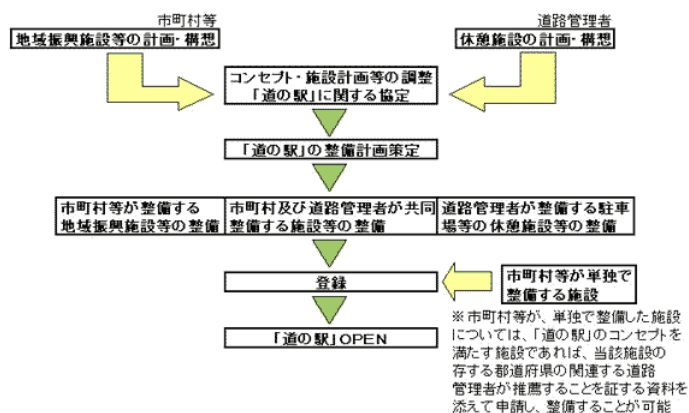 市町村等
道路管理者
地域振興施設等の計画・構想
休憩施設の計画・構想
コンセプト・施設計画等の調整
「道の駅」に関する協定
「道の駅」の整備計画策定
市町村等が整備する
地域振興施設等の整備
市町村及び道路管理者が共同
整備する施設等の整備
道路管理者が整備する駐車
場等の休憩施設等の整備
登録
市町村等が単独で
整備する施設
「道の駅」OPEN
※市町村等が、単独で整備した施設
については、「道の駅」のコンセプトを
満たす施設であれば、当該施設の
存する都道府県の関連する道路
管理者が推薦することを証する資料を
添えて申請し、整備することが可能